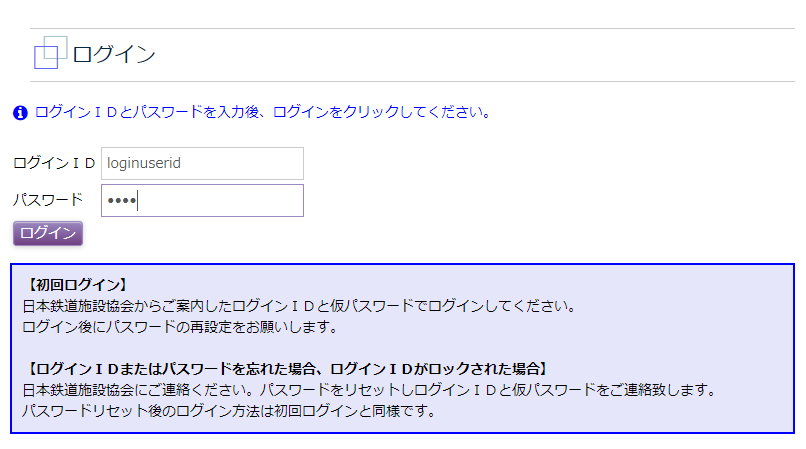 ログイン
ログインＩＤとパスワードを入力後、ログインをクリックしてください。
ログインＩＤ loginuserid
パスワード ••••
ログイン
【初回ログイン】
日本鉄道施設協会からご案内したログインＩＤと仮パスワードでログインしてください。
ログイン後にパスワードの再設定をお願いします。
【ログインＩＤまたはパスワードを忘れた場合、ログインＩＤがロックされた場合】
日本鉄道施設協会にご連絡ください。パスワードをリセットしログインＩＤと仮パスワードをご連絡致します。
パスワードリセット後のログイン方法は初回ログインと同様です。